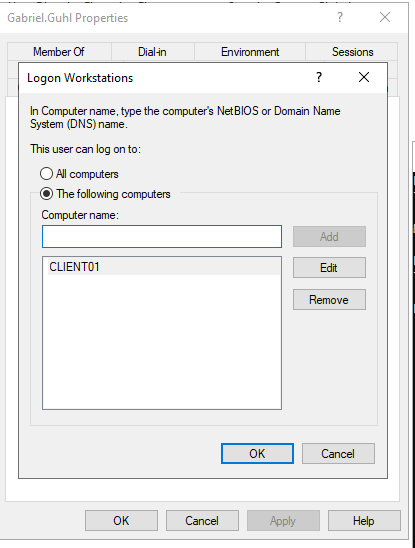 Gabriel.Guhl Properties
?
Member Of
Dial-in
Environment
Sessions
Logon Workstations
?
In Computer name, type the computer's NetBIOS or Domain Name
System (DNS) name.
This user can log on to:
All computers
The following computers
Computer name:
Add
CLIENT01
Edit
Remove
OK
Cancel
OK
Cancel
Apply
Help